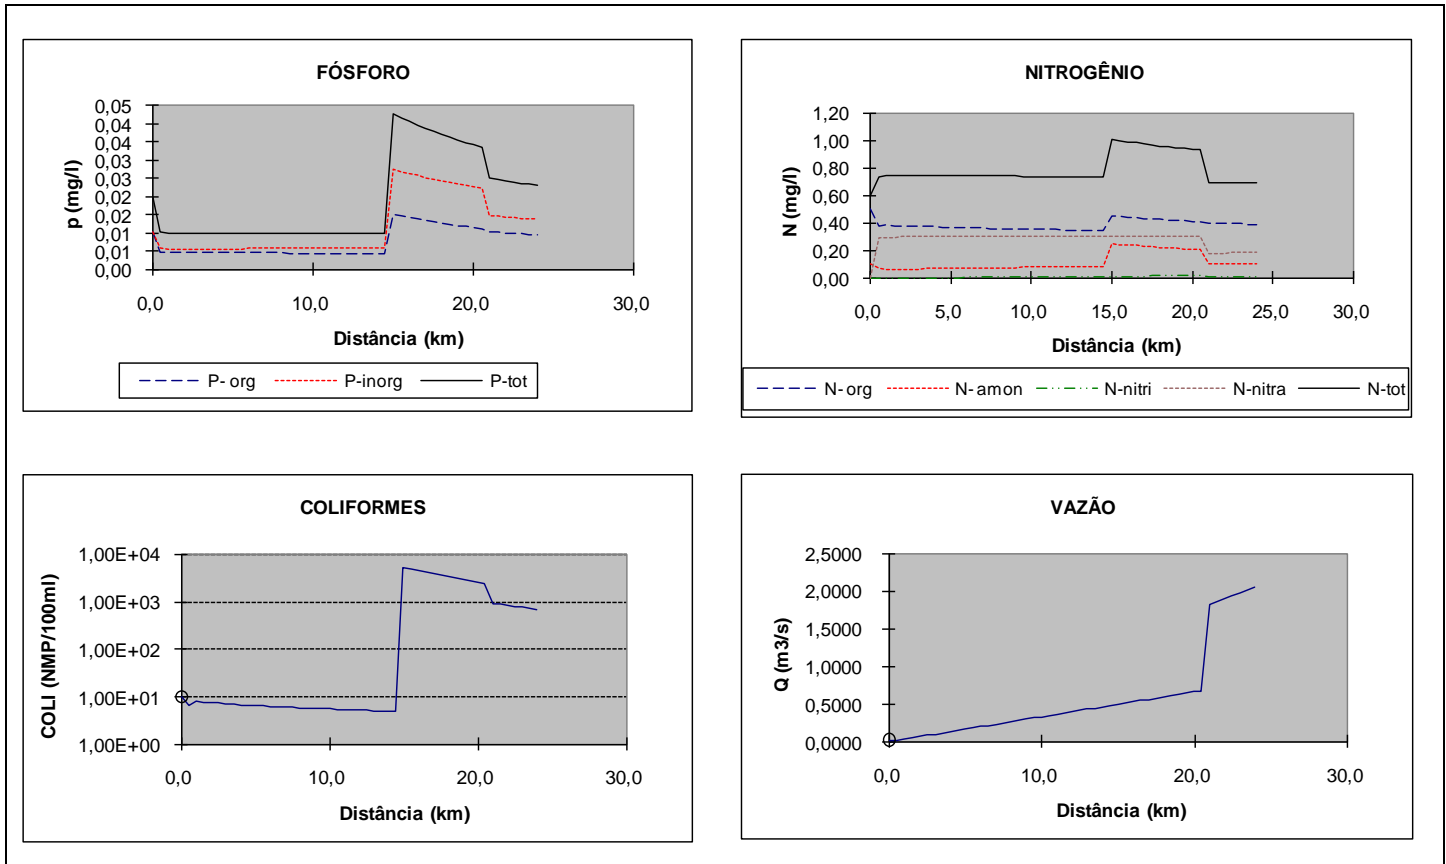 FÓSFORO
p (mg/l)
0,05
0,04
0,04
0,03
0,03
0,02
0,02
0,01
0,01
0,00
0,0 10,0 20,0 30,0
Distância (km)
P- org P-inorg P-tot
NITROGÊNIO
N (mg/l)
1,20
1,00
0,80
0,60
0,40
0,20
0,00
0,0 5,0 10,0 15,0 20,0 25,0 30,0
Distância (km)
N- org N- amon N-nitri N-nitra N-tot
COLIFORMES
COLI (NMP/100ml)
1,00E+04
1,00E+03
1,00E+02
1,00E+01
1,00E+00
0,0 10,0 20,0 30,0
Distância (km)
VAZÃO
Q (m3/s)
2,5000
2,0000
1,5000
1,0000
0,5000
0,0000
0,0 10,0 20,0 30,0
Distância (km)